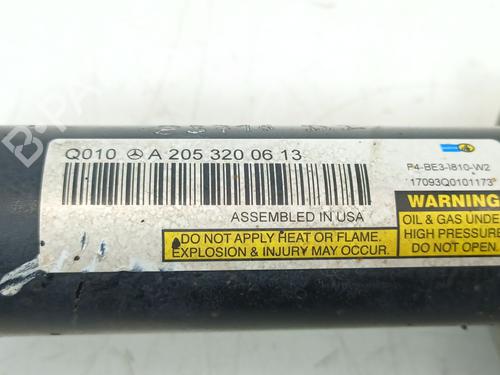 Q010 A 205 320 06 13
ASSEMBLED IN USA
DO NOT APPLY HEAT OR FLAME.
EXPLOSION & INJURY MAY OCCUR.
P4-BE3-I810-W2
17093Q0101173
WARNING
OIL & GAS UNDE
HIGH PRESSURE
DO NOT OPEN.